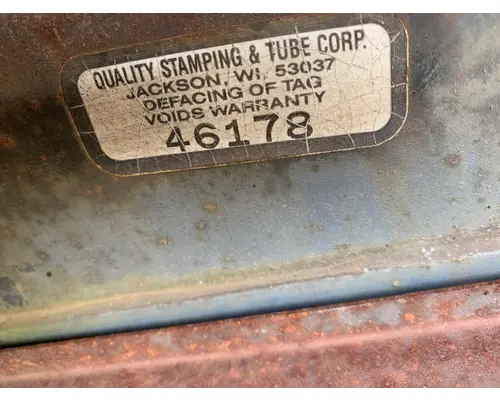 QUALITY STAMPING & TUBE CORP.
JACKSON, WI, 53037
DEFACING OF TAG
VOIDS WARRANTY
46178